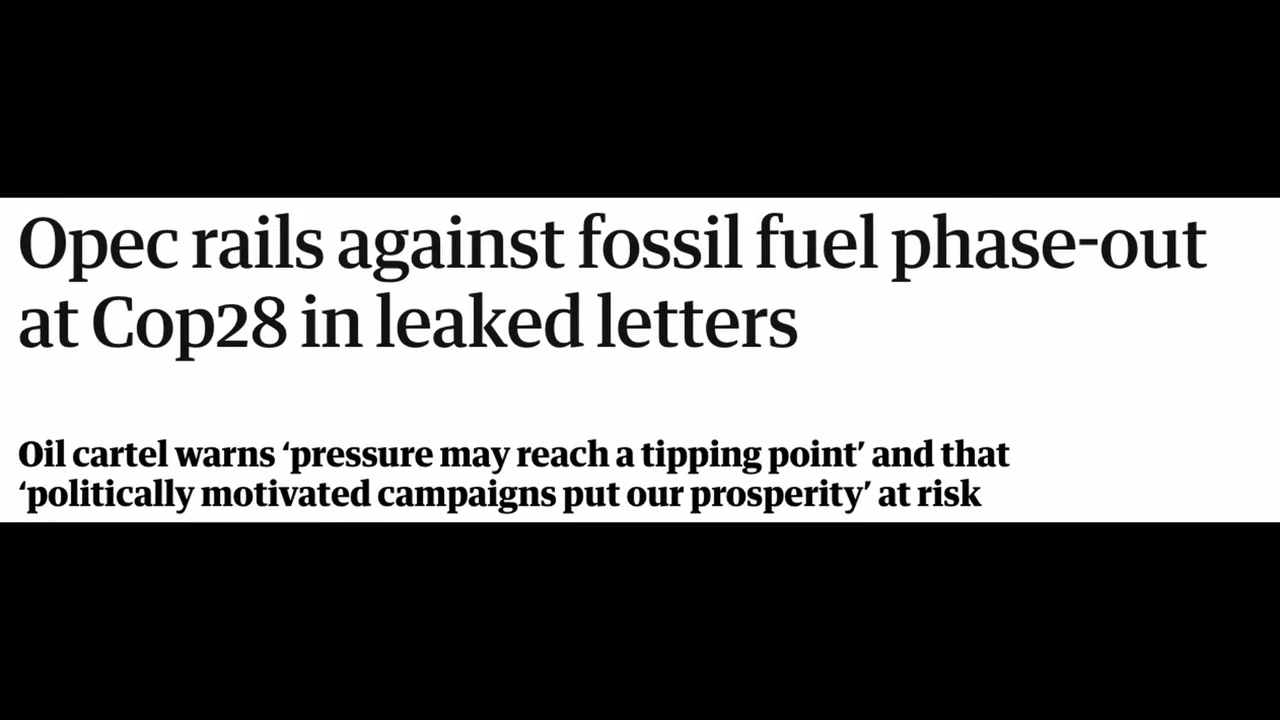 Opec rails against fossil fuel phase-out
at Cop28 in leaked letters
Oil cartel warns ‘pressure may reach a tipping point’ and that
‘politically motivated campaigns put our prosperity’ at risk